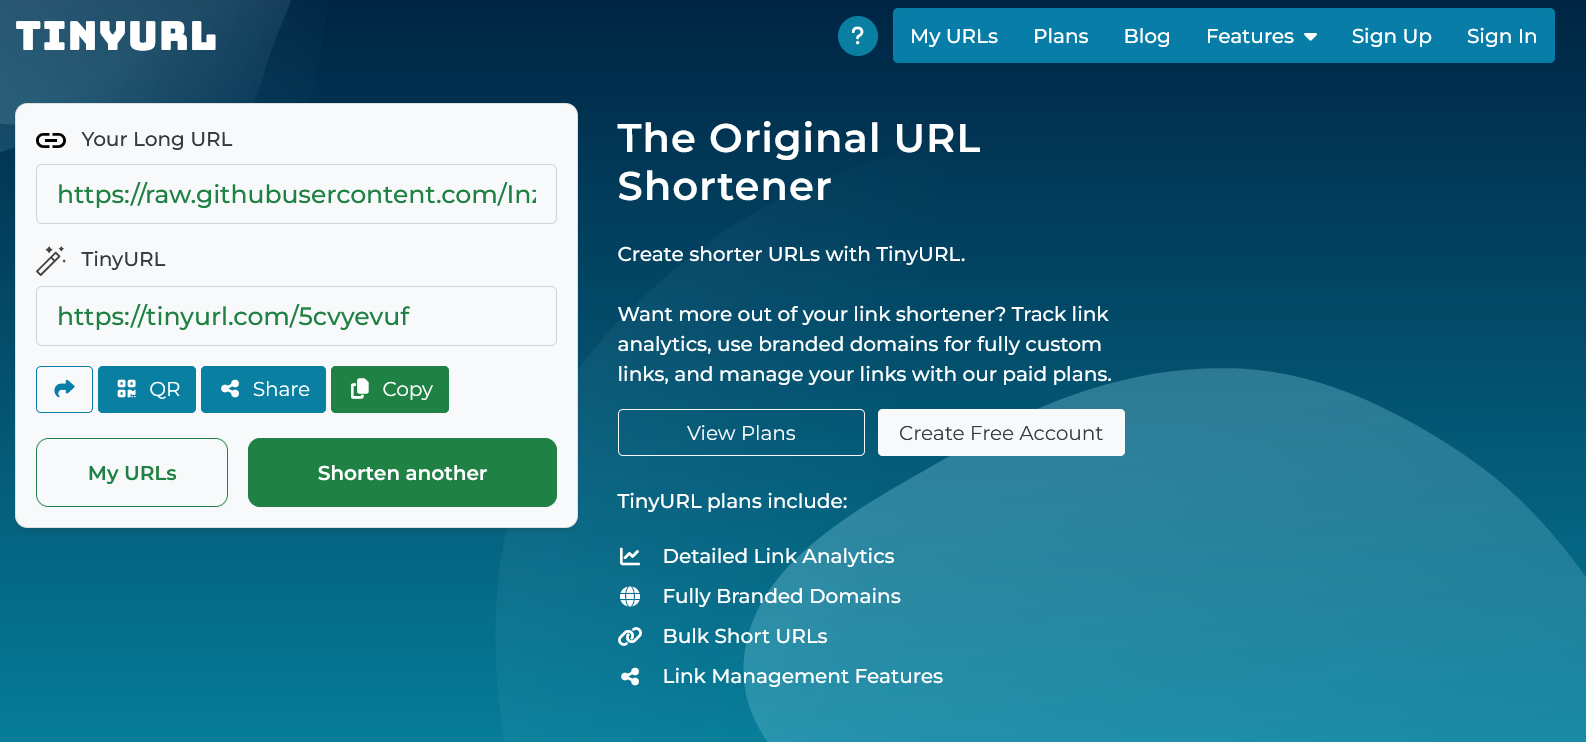 TINYURL
?
My URLs
Plans
Blog
Features
Sign Up
Sign In
Your Long URL
https://raw.githubusercontent.com/In
TinyURL
https://tinyurl.com/5cvyevuf
QR
Share
Copy
My URLs
Shorten another
The Original URL
Shortener
Create shorter URLs with TinyURL.
Want more out of your link shortener? Track link
analytics, use branded domains for fully custom
links, and manage your links with our paid plans.
View Plans
Create Free Account
TinyURL plans include:
Detailed Link Analytics
Fully Branded Domains
Bulk Short URLs
Link Management Features